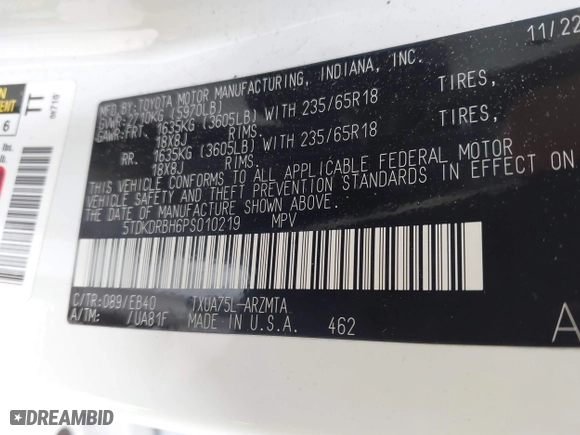 11/22
MFD.BY:TOYOTA MOTOR MANUFACTURING, INDIANA, INC.
GVWR:2710KG (5970LB)
GAWR:FRT. 1635KG (3605LB) WITH 235/65R18 TIRES,
18X8J RIMS.
RR. 1635KG (3605LB) WITH 235/65R18 TIRES,
18X8J RIMS.
THIS VEHICLE CONFORMS TO ALL APPLICABLE FEDERAL MOTOR
VEHICLE SAFETY AND THEFT PREVENTION STANDARDS IN EFFECT ON
THE DATE OF MANUFACTURE SHOWN ABOVE.
5TDKDRBH6PS010219 MPV
C/TR:089/EB40 TXUA75L-ARZMTA
A/TM: /UA81F MADE IN U.S.A. 462
A
TT
6
lbs.
DREAMBID